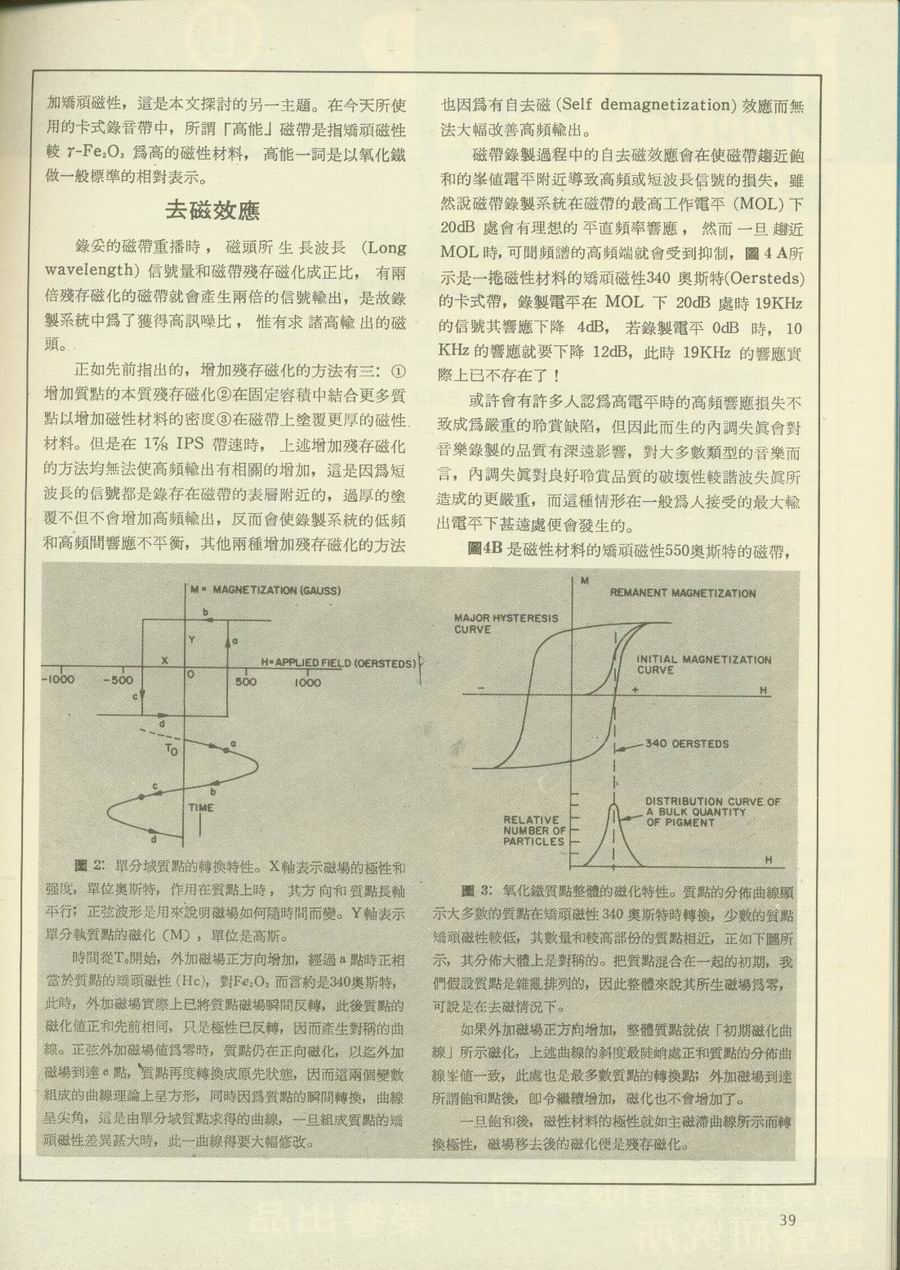 加矯頑磁性，這是本文探討的另一主題。在今天所使
用的卡式錄音帶中，所謂「高能」磁帶是指矯頑磁性
較 γ-Fe₂O₃ 爲高的磁性材料，高能一詞是以氧化鐵
做一般標準的相對表示。
去磁效應
錄妥的磁帶重播時，磁頭所生長波長 (Long
wavelength) 信號量和磁帶殘存磁化成正比，有兩
倍殘存磁化的磁帶就會產生兩倍的信號輸出，是故錄
製系統中爲了獲得高訊噪比，惟有求諸高輸出的磁
頭。
正如先前指出的，增加殘存磁化的方法有三：①
增加質點的本質殘存磁化②在固定容積中結合更多質
點以增加磁性材料的密度③在磁帶上塗覆更厚的磁性
材料。但是在 1⅞ IPS 帶速時，上述增加殘存磁化
的方法均無法使高頻輸出有相關的增加，這是因爲短
波長的信號都是錄存在磁帶的表層附近的，過厚的塗
覆不但不會增加高頻輸出，反而會使錄製系統的低頻
和高頻間響應不平衡，其他兩種增加殘存磁化的方法
也因爲有自去磁 (Self demagnetization) 效應而無
法大幅改善高頻輸出。
磁帶錄製過程中的自去磁效應會在使磁帶趨近飽
和的峯值電平附近導致高頻或短波長信號的損失，雖
然說磁帶錄製系統在磁帶的最高工作電平 (MOL) 下
20dB 處會有理想的平直頻率響應，然而一旦趨近
MOL 時，可聞頻譜的高頻端就會受到抑制，圖 4 A所
示是一捲磁性材料的矯頑磁性340 奧斯特(Oersteds)
的卡式帶，錄製電平在 MOL 下 20dB 處時 19KHz
的信號其響應下降 4dB，若錄製電平 0dB 時，10
KHz 的響應就要下降 12dB，此時 19KHz 的響應實
際上已不存在了！
或許會有許多人認爲高電平時的高頻響應損失不
致成爲嚴重的聆賞缺陷，但因此而生的內調失眞會對
音樂錄製的品質有深遠影響，對大多數類型的音樂而
言，內調失眞對良好聆賞品質的破壞性較諧波失眞所
造成的更嚴重，而這種情形在一般爲人接受的最大輸
出電平下甚遠處便會發生的。
圖4B 是磁性材料的矯頑磁性550奧斯特的磁帶，
M = MAGNETIZATION (GAUSS)
b
Y
a
X
H=APPLIED FIELD (OERSTEDS)
-1000
-500
O
500
1000
c
d
T₀
a
c
b
TIME
d
圖 2：單分域質點的轉換特性。X軸表示磁場的極性和
強度，單位奧斯特，作用在質點上時，其方向和質點長軸
平行；正弦波形是用來說明磁場如何隨時間而變。Y軸表示
單分執質點的磁化（M），單位是高斯。
時間從T₀開始，外加磁場正方向增加，經過 a 點時正相
當於質點的矯頑磁性 (Hc)，對Fe₂O₃ 而言約是340奧斯特，
此時，外加磁場實際上已將質點磁場瞬間反轉，此後質點的
磁化値正和先前相同，只是極性已反轉，因而產生對稱的曲
線。正弦外加磁場値爲零時，質點仍在正向磁化，以迄外加
磁場到達 c 點，質點再度轉換成原先狀態，因而這兩個變數
組成的曲線理論上呈方形，同時因爲質點的瞬間轉換，曲線
呈尖角，這是由單分域質點求得的曲線，一旦組成質點的矯
頑磁性差異甚大時，此一曲線得要大幅修改。
M
REMANENT MAGNETIZATION
MAJOR HYSTERESIS
CURVE
INITIAL MAGNETIZATION
CURVE
−
+
H
340 OERSTEDS
RELATIVE
NUMBER OF
PARTICLES
DISTRIBUTION CURVE OF
A BULK QUANTITY
OF PIGMENT
H
圖 3：氧化鐵質點整體的磁化特性。質點的分佈曲線顯
示大多數的質點在矯頑磁性 340 奧斯特時轉換，少數的質點
矯頑磁性較低，其數量和較高部份的質點相近，正如下圖所
示，其分佈大體上是對稱的。把質點混合在一起的初期，我
們假設質點是雜亂排列的，因此整體來說其所生磁場爲零，
可說是在去磁情況下。
如果外加磁場正方向增加，整體質點就依「初期磁化曲
線」所示磁化，上述曲線的斜度最陡峭處正和質點的分佈曲
線峯値一致，此處也是最多數質點的轉換點；外加磁場到達
所謂飽和點後，卽令繼續增加，磁化也不會增加了。
一旦飽和後，磁性材料的極性就如主磁滯曲線所示而轉
換極性，磁場移去後的磁化便是殘存磁化。
39